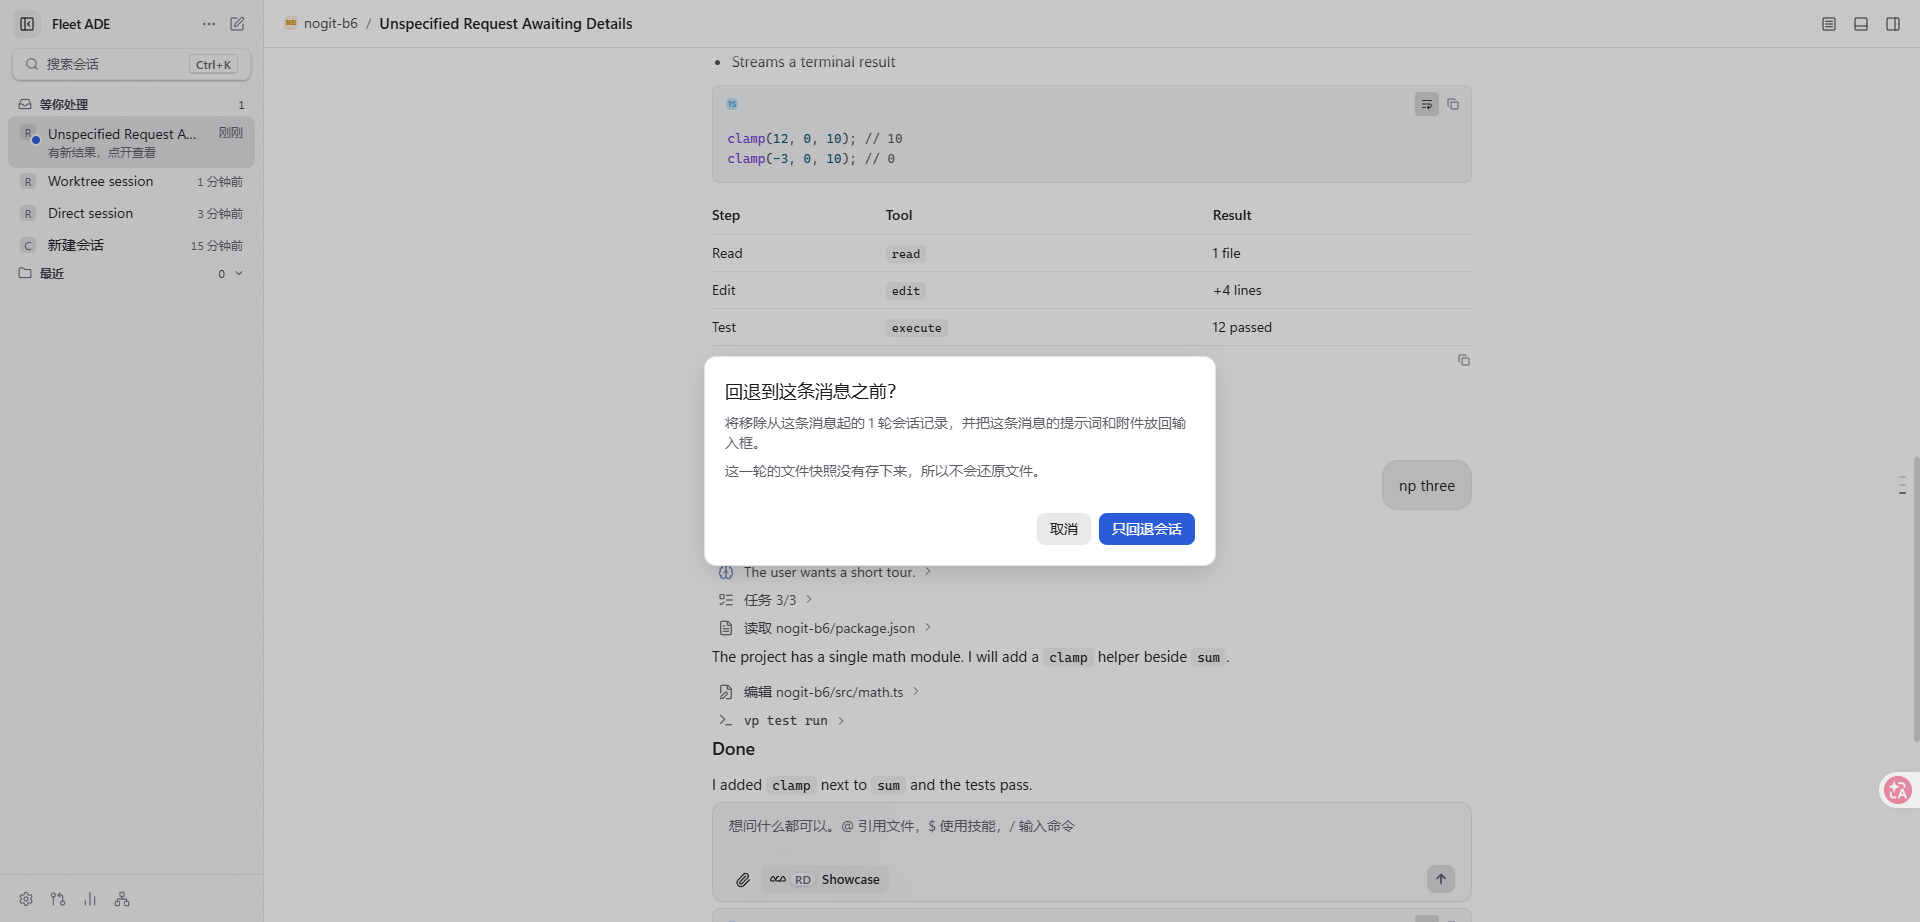 Fleet ADE
搜索会话 Ctrl+K
等你处理 1
R Unspecified Request A... 刚刚
有新结果，点开查看
R Worktree session 1 分钟前
R Direct session 3 分钟前
C 新建会话 15 分钟前
最近 0
NB nogit-b6 / Unspecified Request Awaiting Details
• Streams a terminal result
TS
clamp(12, 0, 10); // 10
clamp(-3, 0, 10); // 0
Step Tool Result
Read read 1 file
Edit edit +4 lines
Test execute 12 passed
回退到这条消息之前？
将移除从这条消息起的 1 轮会话记录，并把这条消息的提示词和附件放回输
入框。
这一轮的文件快照没有存下来，所以不会还原文件。
取消 只回退会话
np three
The user wants a short tour.
任务 3/3
读取 nogit-b6/package.json
The project has a single math module. I will add a clamp helper beside sum.
编辑 nogit-b6/src/math.ts
vp test run
Done
I added clamp next to sum and the tests pass.
想问什么都可以。@ 引用文件，$ 使用技能，/ 输入命令
RD Showcase